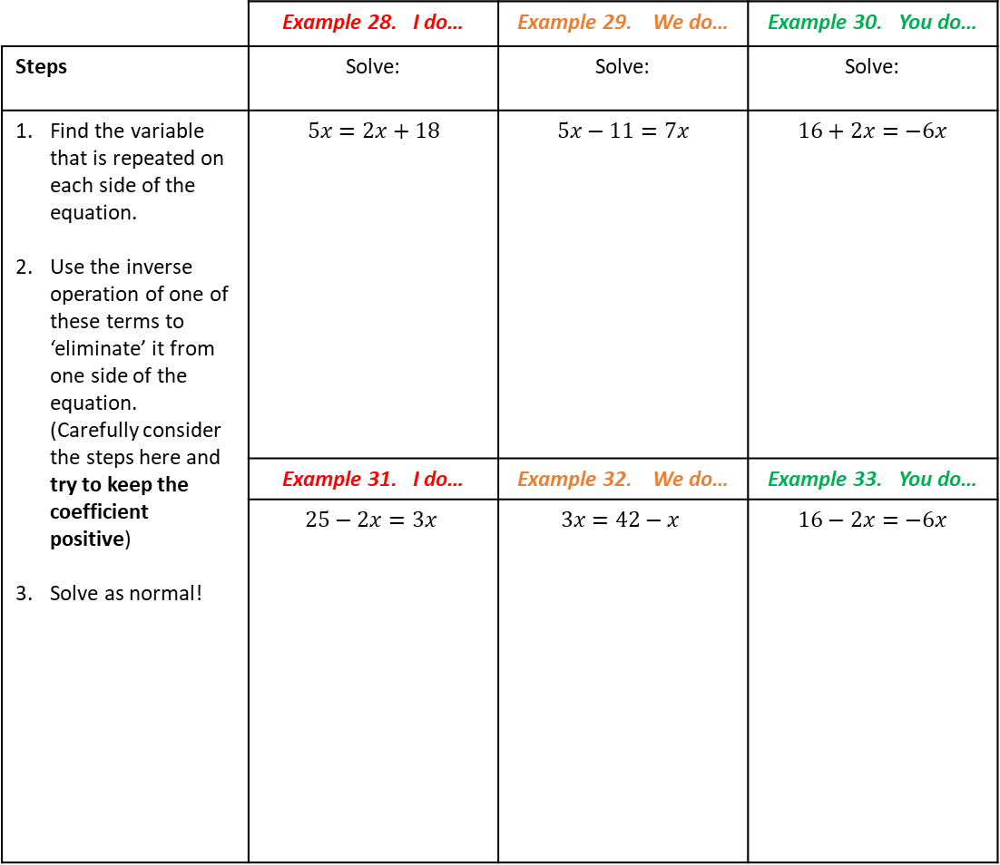 Example 28. I do...
Example 29. We do...
Example 30. You do...
Steps
Solve:
Solve:
Solve:
1. Find the variable
that is repeated on
each side of the
equation.
2. Use the inverse
operation of one of
these terms to
‘eliminate’ it from
one side of the
equation.
(Carefully consider
the steps here and
try to keep the
coefficient
positive)
3. Solve as normal!
5x = 2x + 18
5x − 11 = 7x
16 + 2x = −6x
Example 31. I do...
Example 32. We do...
Example 33. You do...
25 − 2x = 3x
3x = 42 − x
16 − 2x = −6x